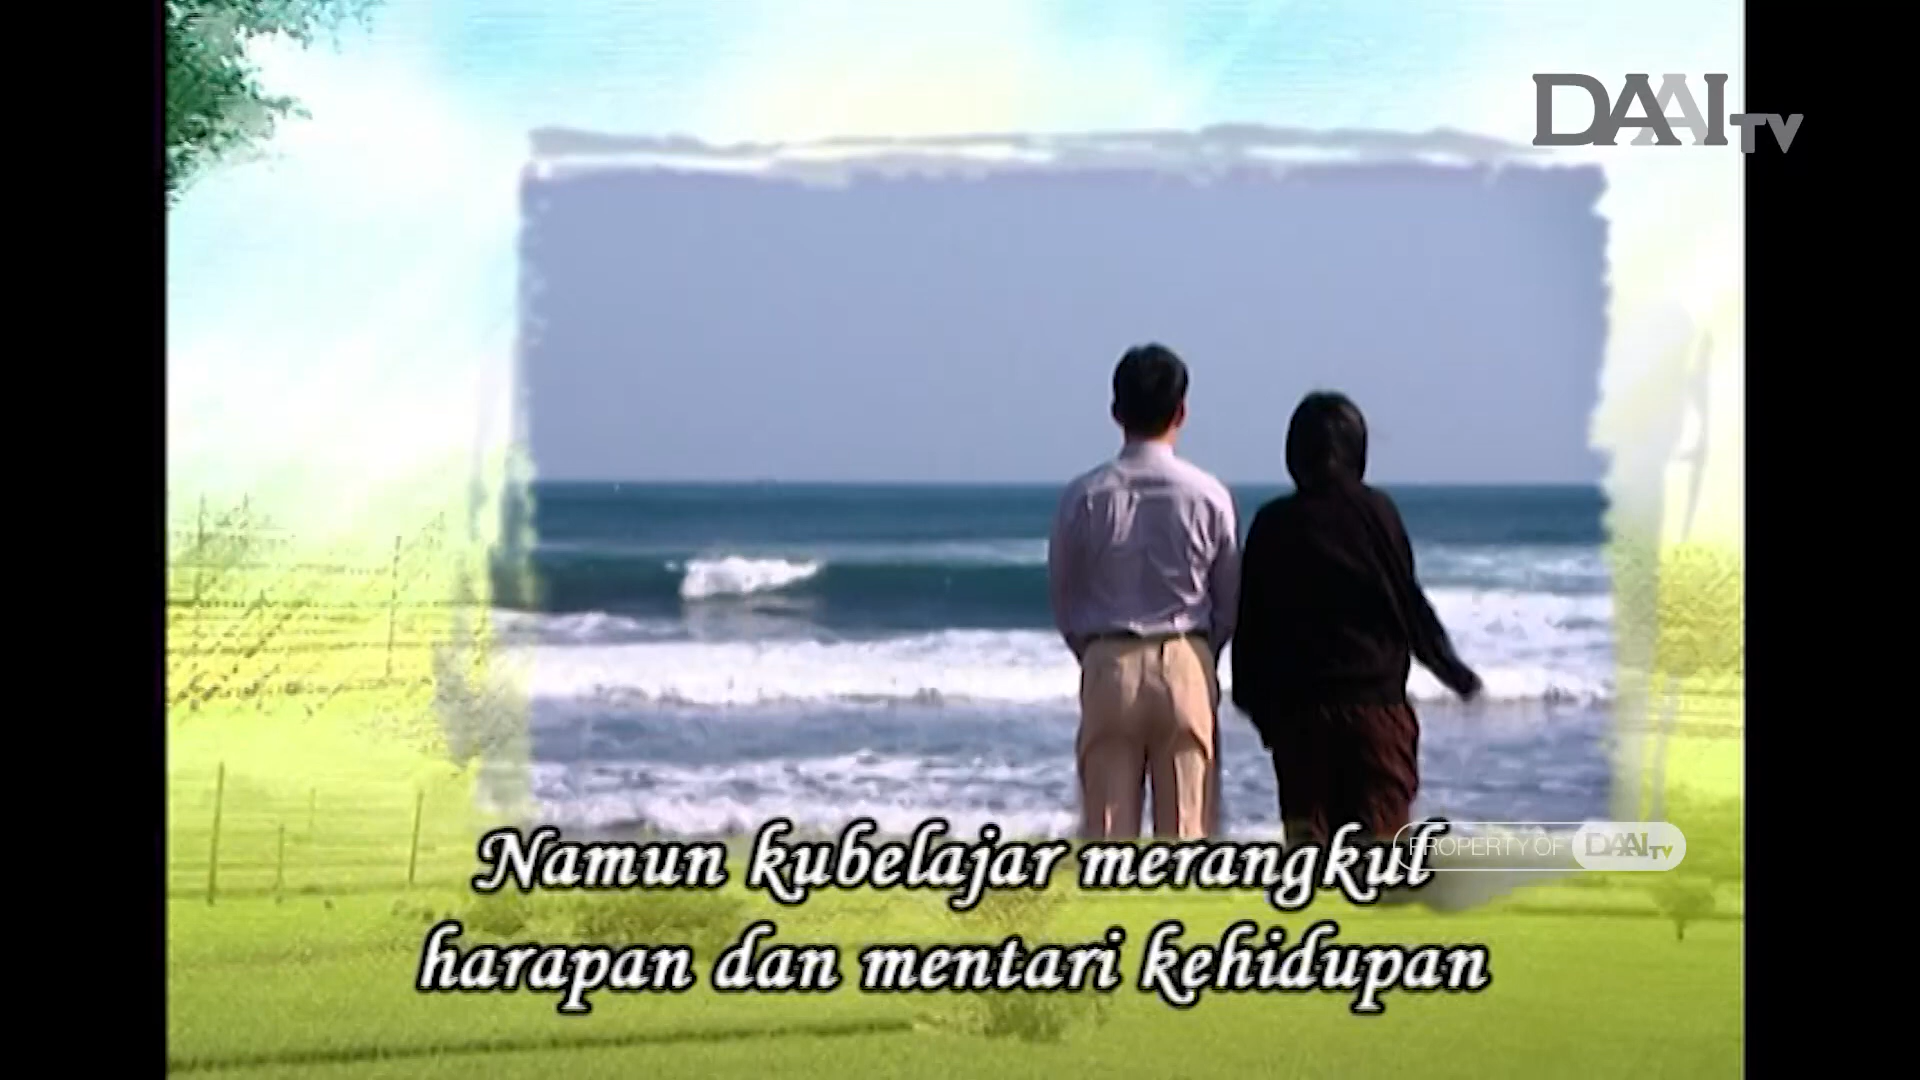 DAAI TV
Namun kubelajar merangkul
PROPERTY OF DAAI TV
harapan dan mentari kehidupan